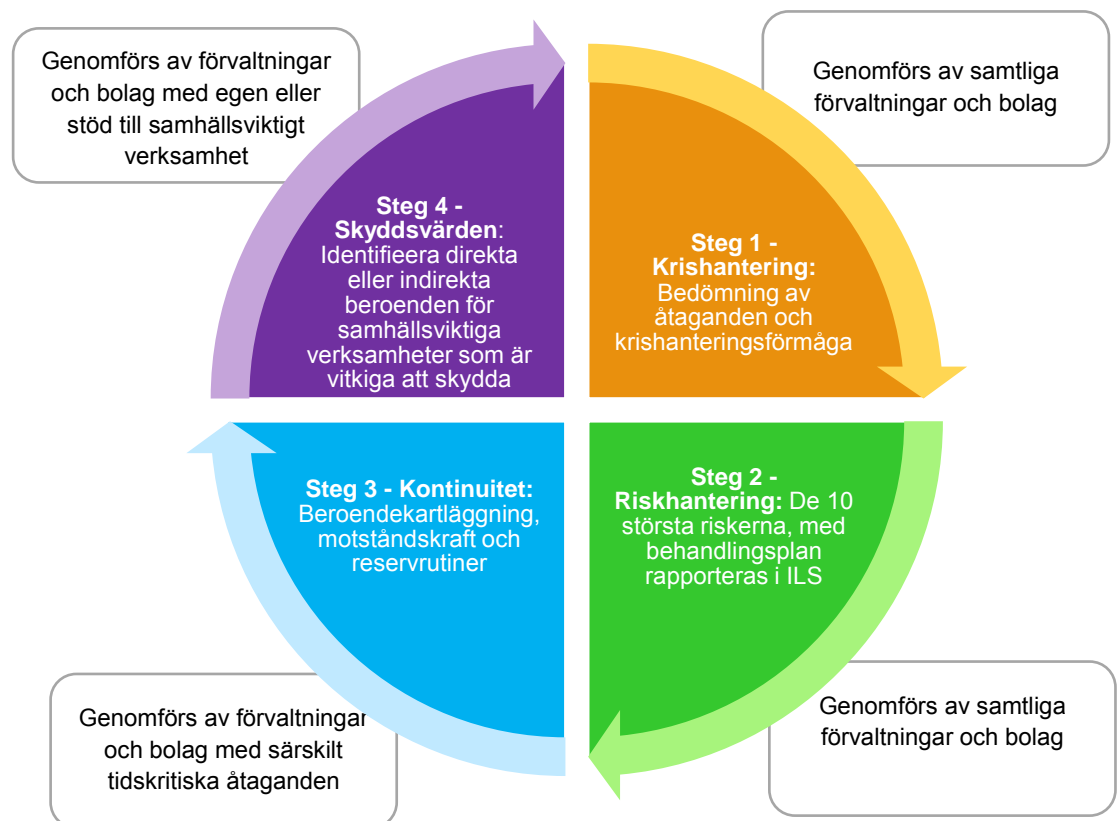 Genomförs av förvaltningar
och bolag med egen eller
stöd till samhällsviktigt
verksamhet
Genomförs av samtliga
förvaltningar och bolag
Steg 4 -
Skyddsvärden:
Identifieera direkta
eller indirekta
beroenden för
samhällsviktiga
verksamheter som är
vitkiga att skydda
Steg 1 -
Krishantering:
Bedömning av
åtaganden och
krishanteringsförmåga
Steg 3 - Kontinuitet:
Beroendekartläggning,
motståndskraft och
reservrutiner
Steg 2 -
Riskhantering: De 10
största riskerna, med
behandlingsplan
rapporteras i ILS
Genomförs av förvaltningar
och bolag med särskilt
tidskritiska åtaganden
Genomförs av samtliga
förvaltningar och bolag